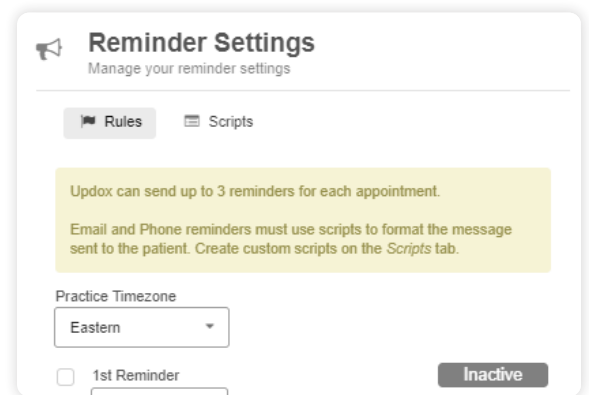 Reminder Settings
Manage your reminder settings
Rules Scripts
Updox can send up to 3 reminders for each appointment.
Email and Phone reminders must use scripts to format the message
sent to the patient. Create custom scripts on the Scripts tab.
Practice Timezone
Eastern
1st Reminder Inactive